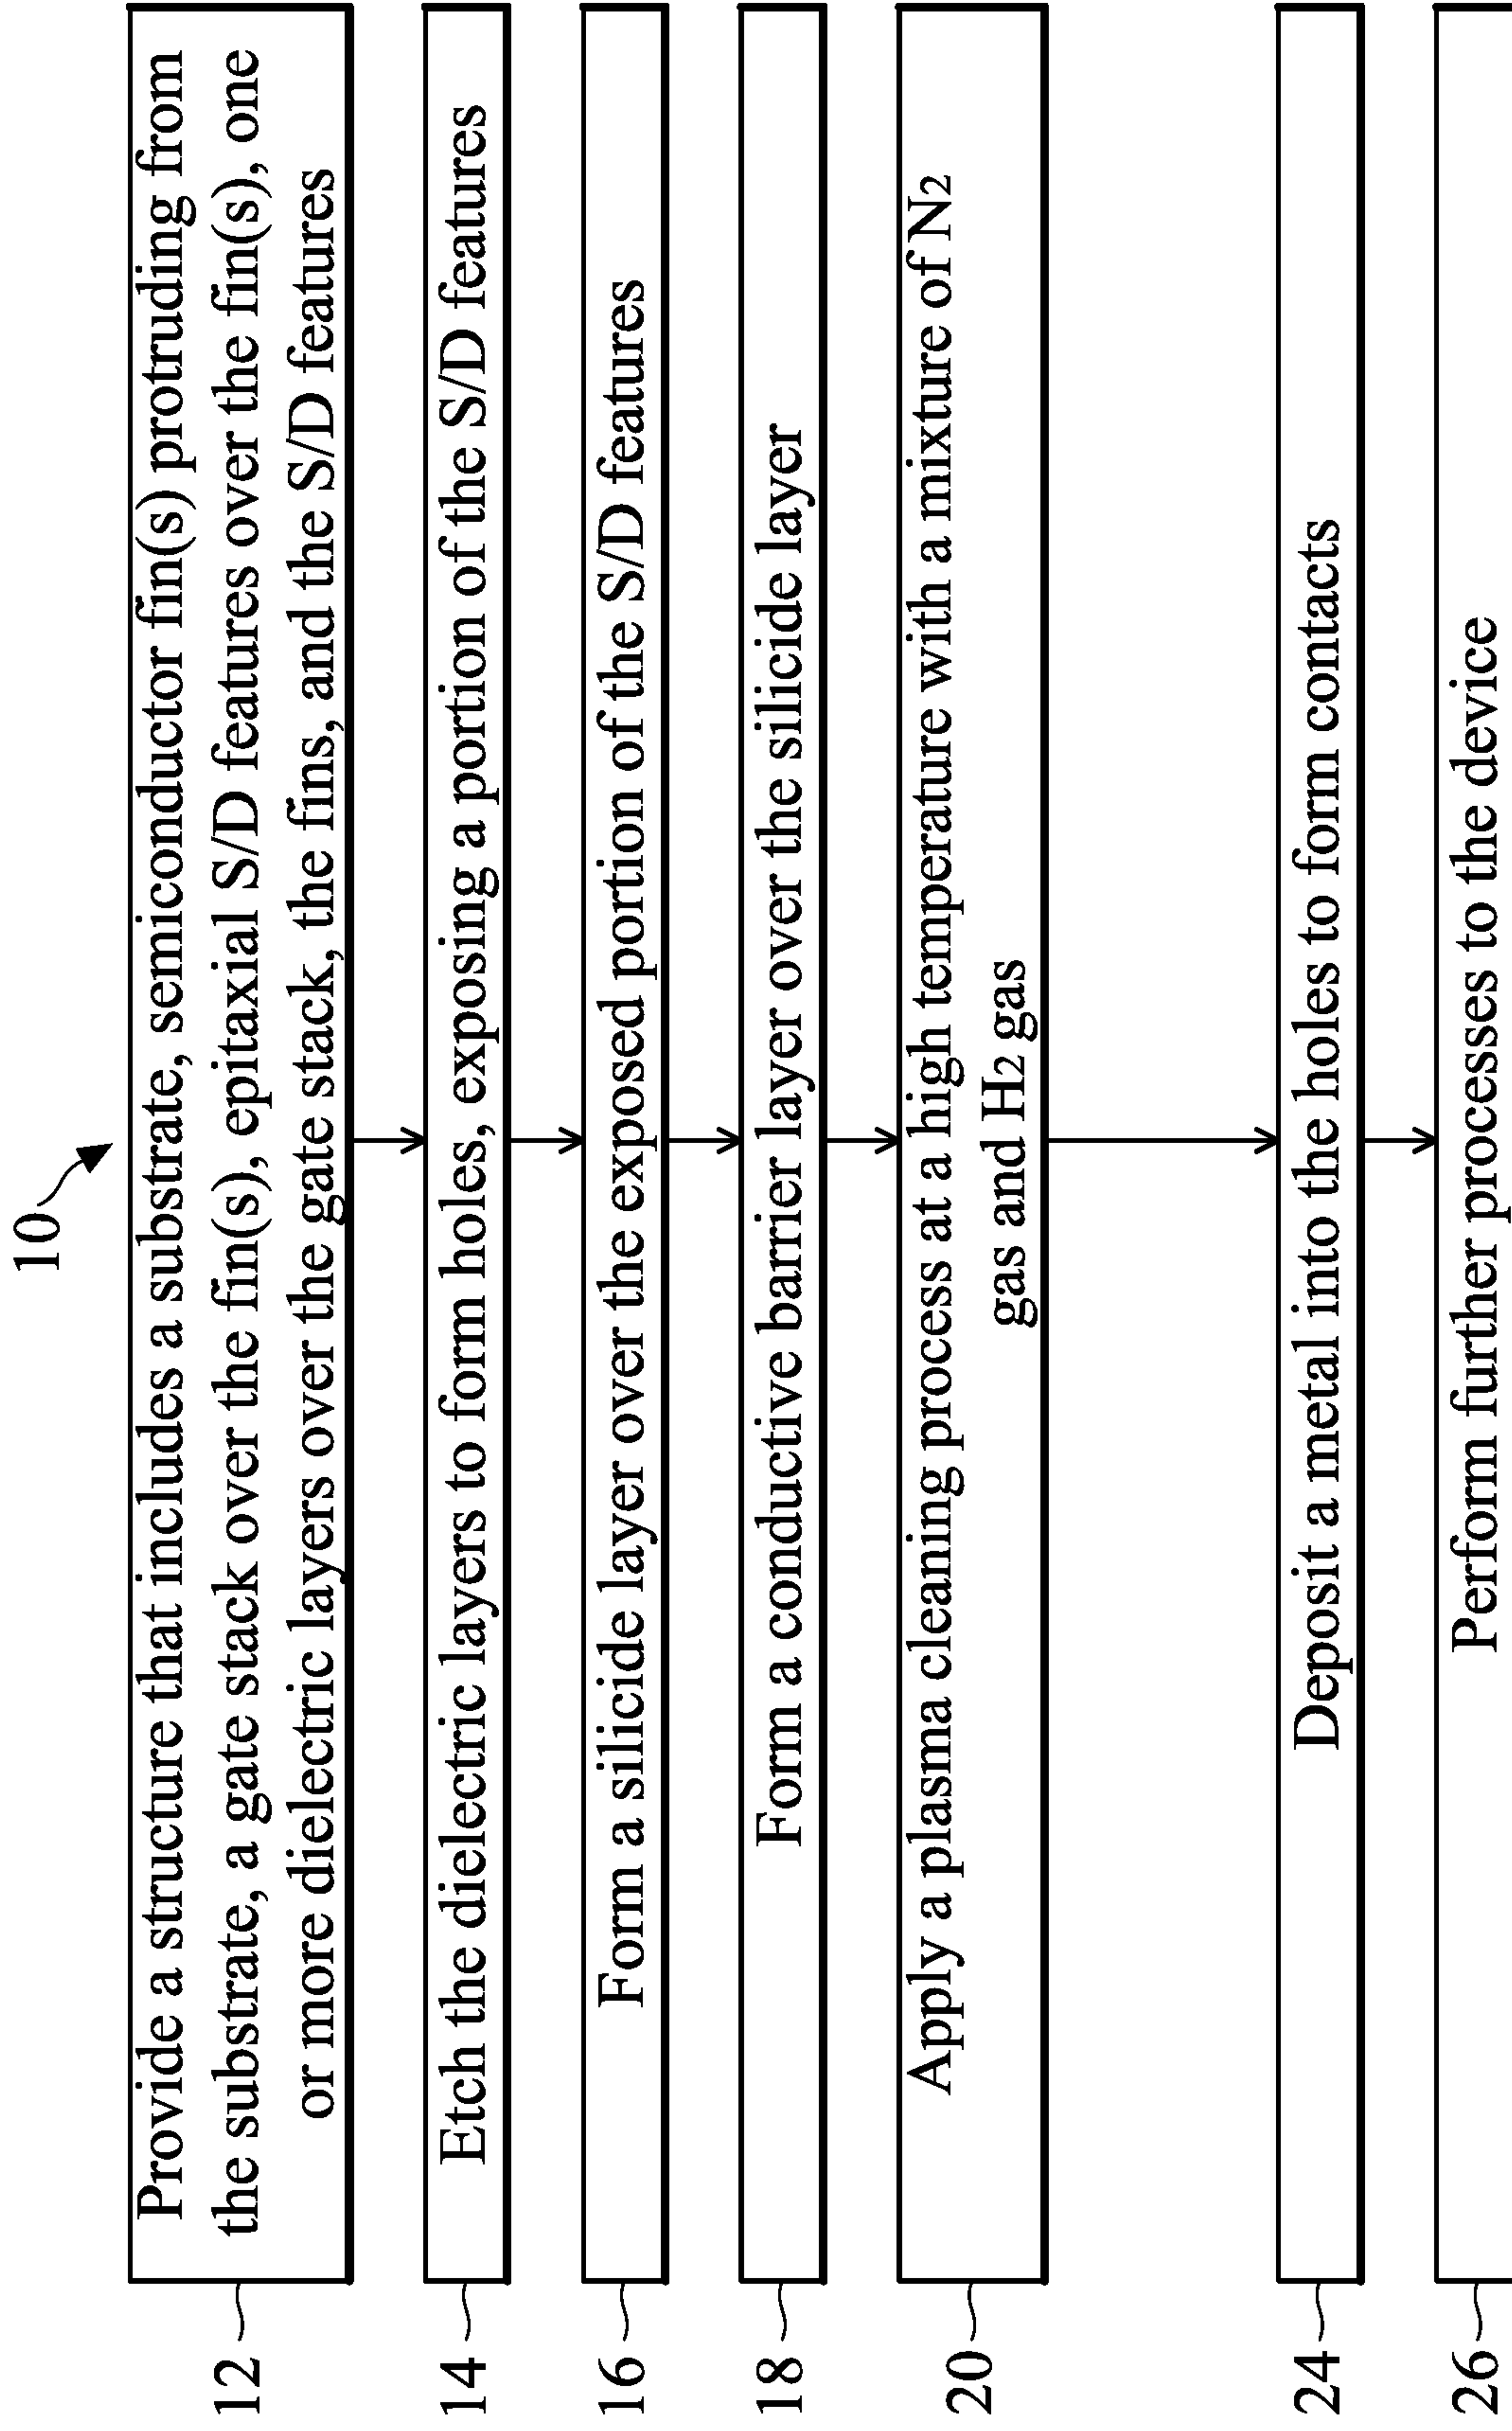 10
12
Provide a structure that includes a substrate, semiconductor fin(s) protruding from
the substrate, a gate stack over the fin(s), epitaxial S/D features over the fin(s), one
or more dielectric layers over the gate stack, the fins, and the S/D features
14
Etch the dielectric layers to form holes, exposing a portion of the S/D features
16
Form a silicide layer over the exposed portion of the S/D features
18
Form a conductive barrier layer over the silicide layer
20
Apply a plasma cleaning process at a high temperature with a mixture of N2
gas and H2 gas
24
Deposit a metal into the holes to form contacts
26
Perform further processes to the device